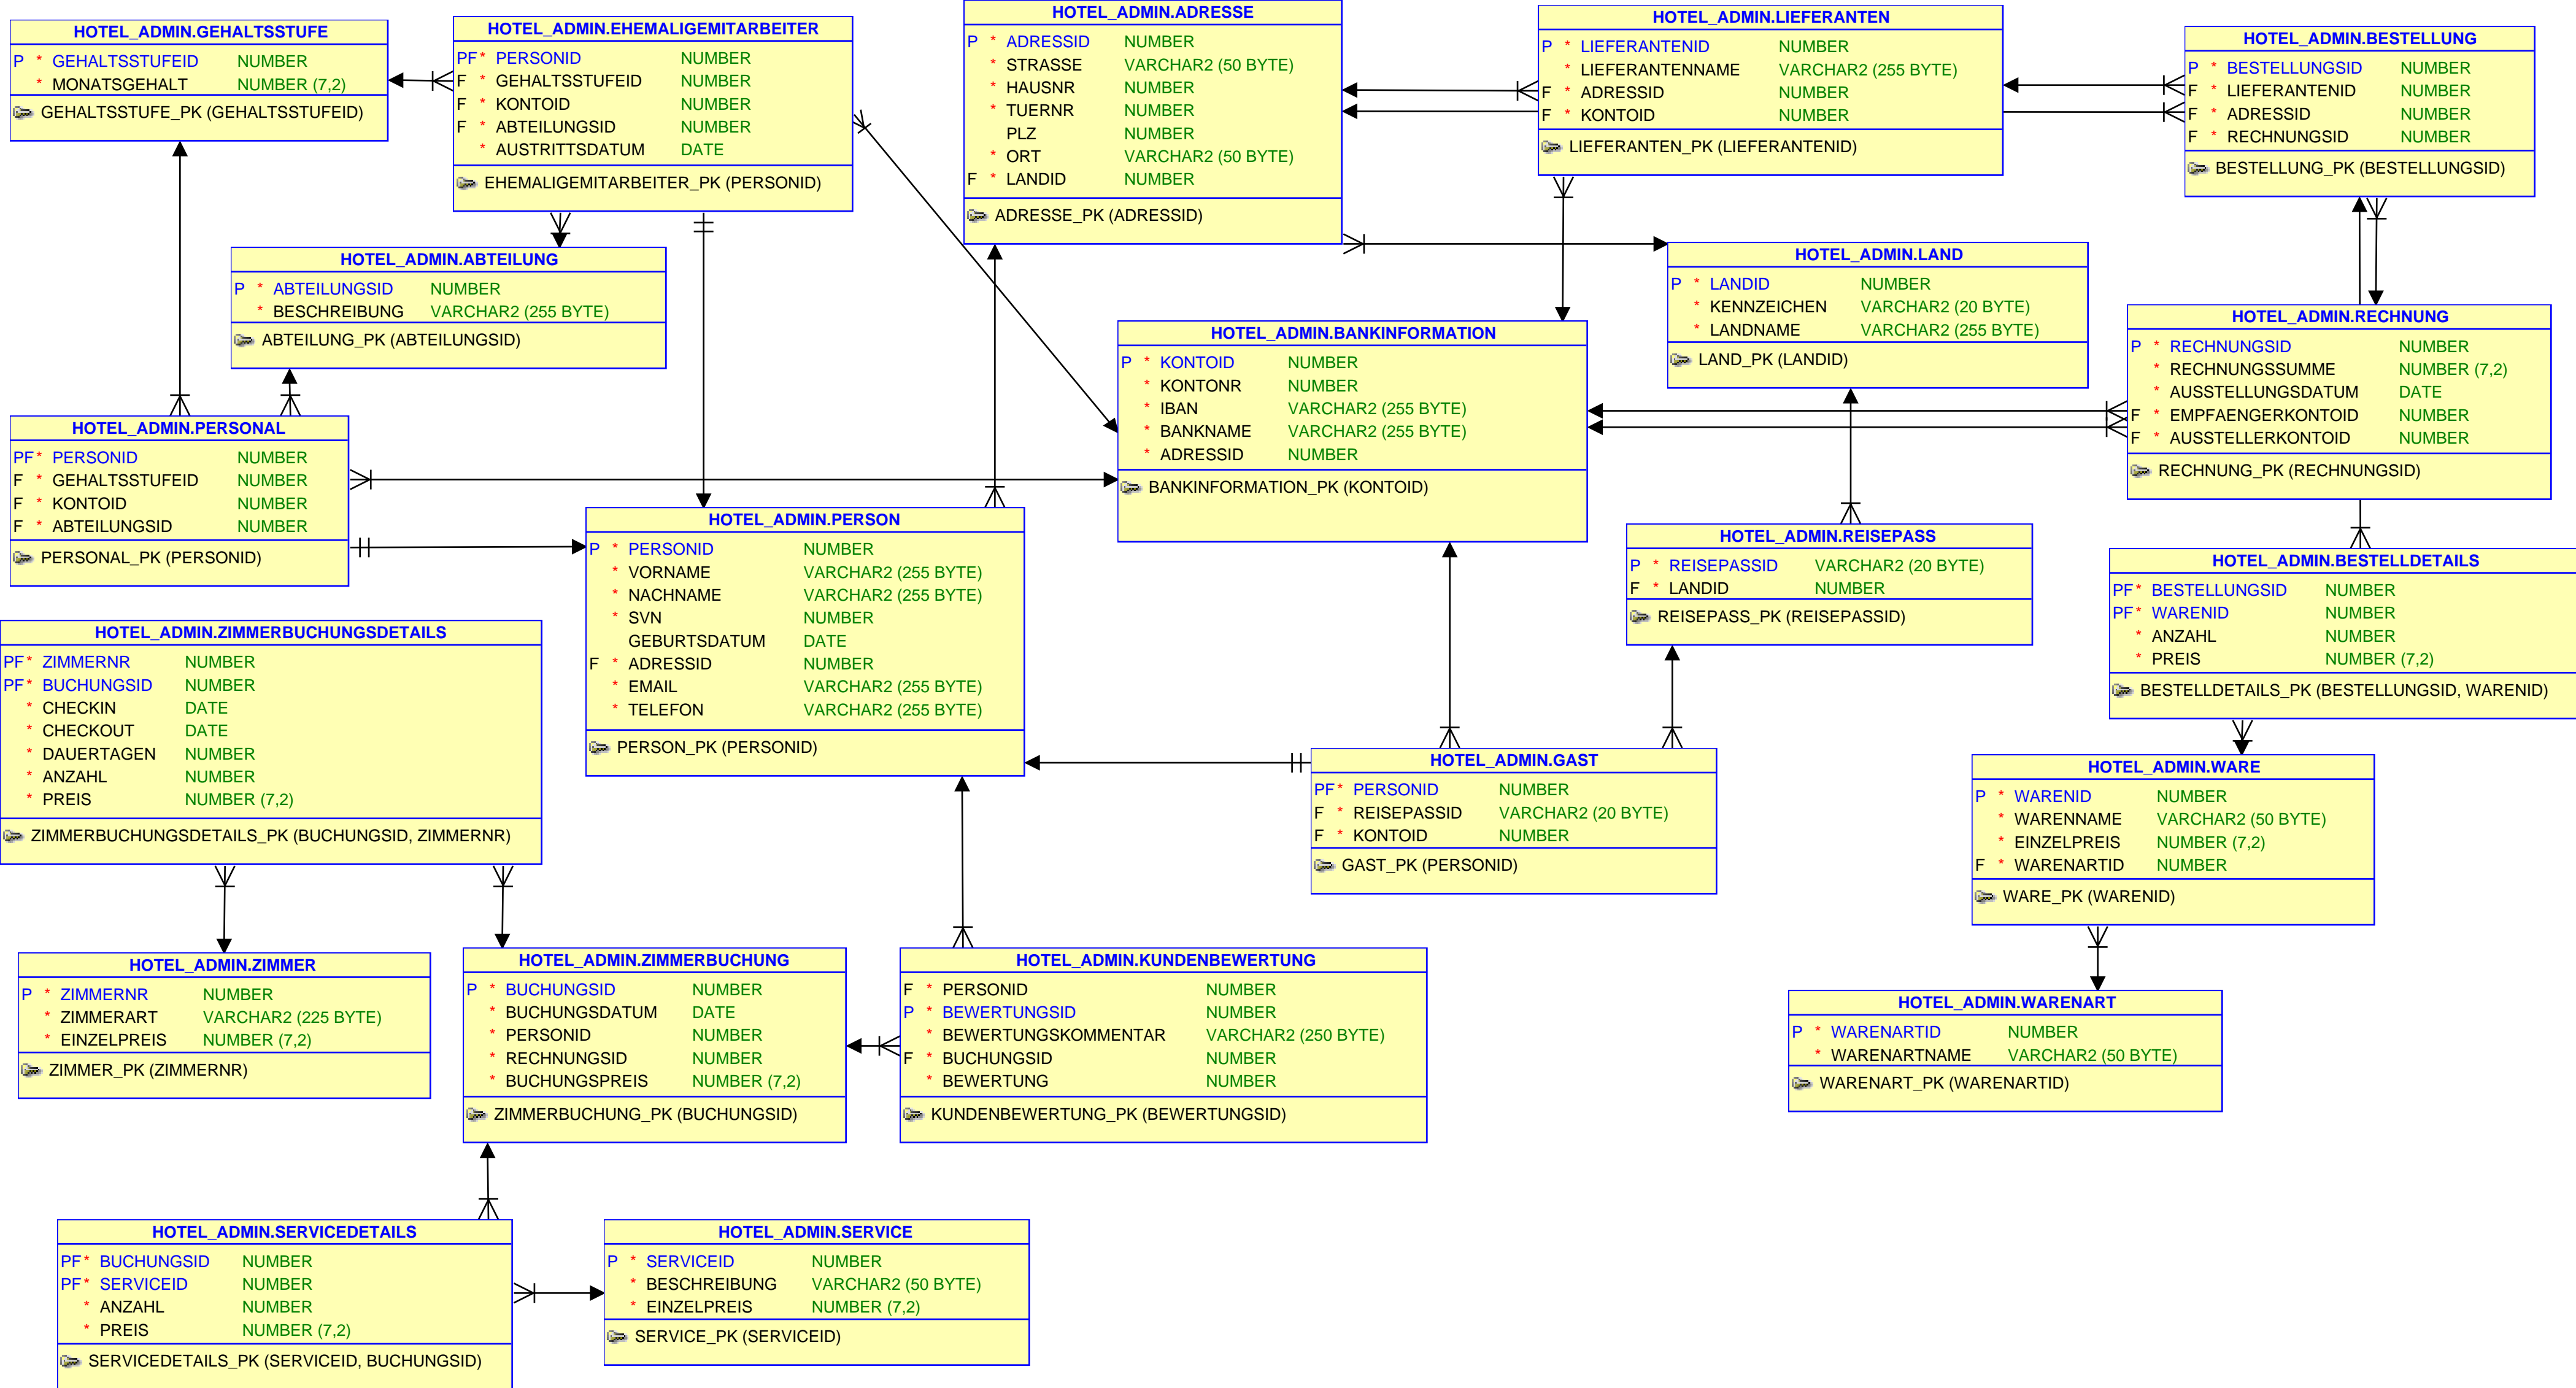 HOTEL_ADMIN.GEHALTSSTUFE
P * GEHALTSSTUFEID NUMBER
* MONATSGEHALT NUMBER (7,2)
GEHALTSSTUFE_PK (GEHALTSSTUFEID)
HOTEL_ADMIN.EHEMALIGEMITARBEITER
PF* PERSONID NUMBER
F * GEHALTSSTUFEID NUMBER
F * KONTOID NUMBER
F * ABTEILUNGSID NUMBER
* AUSTRITTSDATUM DATE
EHEMALIGEMITARBEITER_PK (PERSONID)
HOTEL_ADMIN.ADRESSE
P * ADRESSID NUMBER
* STRASSE VARCHAR2 (50 BYTE)
* HAUSNR NUMBER
* TUERNR NUMBER
PLZ NUMBER
* ORT VARCHAR2 (50 BYTE)
F * LANDID NUMBER
ADRESSE_PK (ADRESSID)
HOTEL_ADMIN.LIEFERANTEN
P * LIEFERANTENID NUMBER
* LIEFERANTENNAME VARCHAR2 (255 BYTE)
F * ADRESSID NUMBER
F * KONTOID NUMBER
LIEFERANTEN_PK (LIEFERANTENID)
HOTEL_ADMIN.BESTELLUNG
P * BESTELLUNGSID NUMBER
F * LIEFERANTENID NUMBER
F * ADRESSID NUMBER
F * RECHNUNGSID NUMBER
BESTELLUNG_PK (BESTELLUNGSID)
HOTEL_ADMIN.ABTEILUNG
P * ABTEILUNGSID NUMBER
* BESCHREIBUNG VARCHAR2 (255 BYTE)
ABTEILUNG_PK (ABTEILUNGSID)
HOTEL_ADMIN.LAND
P * LANDID NUMBER
* KENNZEICHEN VARCHAR2 (20 BYTE)
* LANDNAME VARCHAR2 (255 BYTE)
LAND_PK (LANDID)
HOTEL_ADMIN.BANKINFORMATION
P * KONTOID NUMBER
* KONTONR NUMBER
* IBAN VARCHAR2 (255 BYTE)
* BANKNAME VARCHAR2 (255 BYTE)
* ADRESSID NUMBER
BANKINFORMATION_PK (KONTOID)
HOTEL_ADMIN.RECHNUNG
P * RECHNUNGSID NUMBER
* RECHNUNGSSUMME NUMBER (7,2)
* AUSSTELLUNGSDATUM DATE
F * EMPFAENGERKONTOID NUMBER
F * AUSSTELLERKONTOID NUMBER
RECHNUNG_PK (RECHNUNGSID)
HOTEL_ADMIN.PERSONAL
PF* PERSONID NUMBER
F * GEHALTSSTUFEID NUMBER
F * KONTOID NUMBER
F * ABTEILUNGSID NUMBER
PERSONAL_PK (PERSONID)
HOTEL_ADMIN.PERSON
P * PERSONID NUMBER
* VORNAME VARCHAR2 (255 BYTE)
* NACHNAME VARCHAR2 (255 BYTE)
* SVN NUMBER
GEBURTSDATUM DATE
F * ADRESSID NUMBER
* EMAIL VARCHAR2 (255 BYTE)
* TELEFON VARCHAR2 (255 BYTE)
PERSON_PK (PERSONID)
HOTEL_ADMIN.REISEPASS
P * REISEPASSID VARCHAR2 (20 BYTE)
F * LANDID NUMBER
REISEPASS_PK (REISEPASSID)
HOTEL_ADMIN.BESTELLDETAILS
PF* BESTELLUNGSID NUMBER
PF* WARENID NUMBER
* ANZAHL NUMBER
* PREIS NUMBER (7,2)
BESTELLDETAILS_PK (BESTELLUNGSID, WARENID)
HOTEL_ADMIN.ZIMMERBUCHUNGSDETAILS
PF* ZIMMERNR NUMBER
PF* BUCHUNGSID NUMBER
* CHECKIN DATE
* CHECKOUT DATE
* DAUERTAGEN NUMBER
* ANZAHL NUMBER
* PREIS NUMBER (7,2)
ZIMMERBUCHUNGSDETAILS_PK (BUCHUNGSID, ZIMMERNR)
HOTEL_ADMIN.GAST
PF* PERSONID NUMBER
F * REISEPASSID VARCHAR2 (20 BYTE)
F * KONTOID NUMBER
GAST_PK (PERSONID)
HOTEL_ADMIN.WARE
P * WARENID NUMBER
* WARENNAME VARCHAR2 (50 BYTE)
* EINZELPREIS NUMBER (7,2)
F * WARENARTID NUMBER
WARE_PK (WARENID)
HOTEL_ADMIN.ZIMMER
P * ZIMMERNR NUMBER
* ZIMMERART VARCHAR2 (225 BYTE)
* EINZELPREIS NUMBER (7,2)
ZIMMER_PK (ZIMMERNR)
HOTEL_ADMIN.ZIMMERBUCHUNG
P * BUCHUNGSID NUMBER
* BUCHUNGSDATUM DATE
* PERSONID NUMBER
* RECHNUNGSID NUMBER
* BUCHUNGSPREIS NUMBER (7,2)
ZIMMERBUCHUNG_PK (BUCHUNGSID)
HOTEL_ADMIN.KUNDENBEWERTUNG
F * PERSONID NUMBER
P * BEWERTUNGSID NUMBER
* BEWERTUNGSKOMMENTAR VARCHAR2 (250 BYTE)
F * BUCHUNGSID NUMBER
* BEWERTUNG NUMBER
KUNDENBEWERTUNG_PK (BEWERTUNGSID)
HOTEL_ADMIN.WARENART
P * WARENARTID NUMBER
* WARENARTNAME VARCHAR2 (50 BYTE)
WARENART_PK (WARENARTID)
HOTEL_ADMIN.SERVICEDETAILS
PF* BUCHUNGSID NUMBER
PF* SERVICEID NUMBER
* ANZAHL NUMBER
* PREIS NUMBER (7,2)
SERVICEDETAILS_PK (SERVICEID, BUCHUNGSID)
HOTEL_ADMIN.SERVICE
P * SERVICEID NUMBER
* BESCHREIBUNG VARCHAR2 (50 BYTE)
* EINZELPREIS NUMBER (7,2)
SERVICE_PK (SERVICEID)